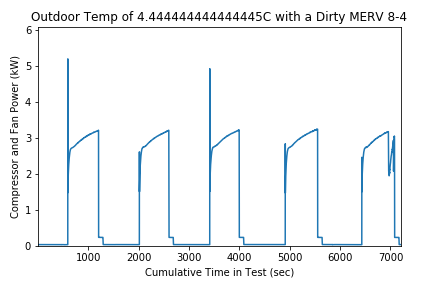 Outdoor Temp of 4.444444444444445C with a Dirty MERV 8-4
Compressor and Fan Power (kW)
6
5
4
3
2
1
0
1000 2000 3000 4000 5000 6000 7000
Cumulative Time in Test (sec)